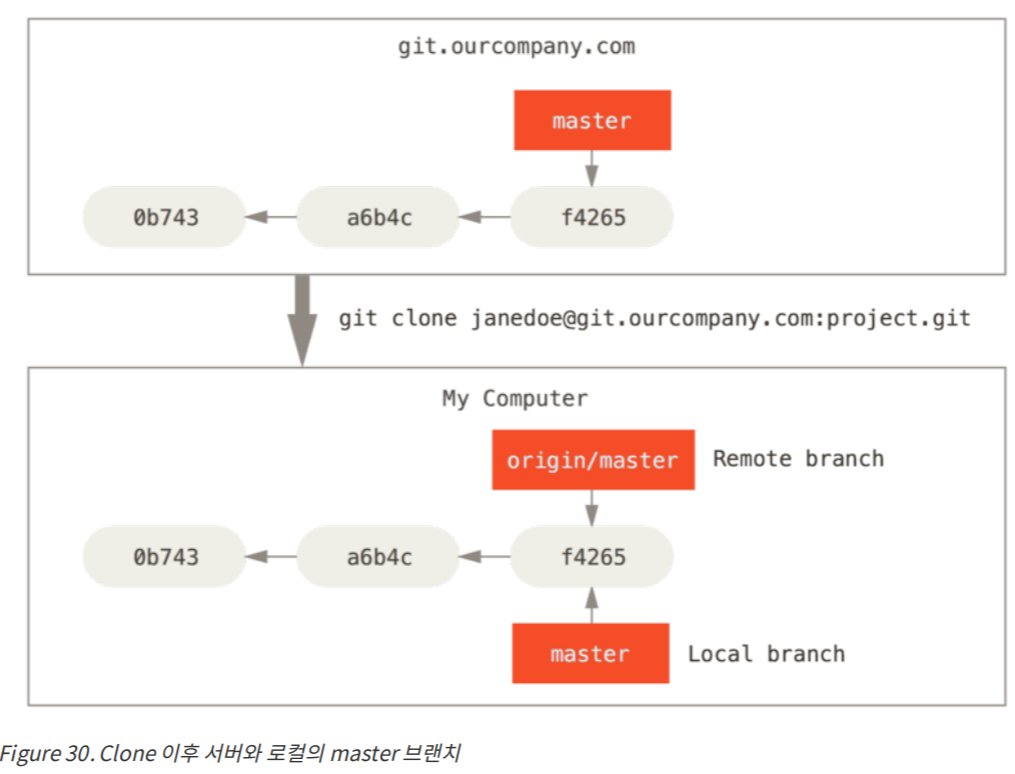 git.ourcompany.com
master
0b743 a6b4c f4265
git clone janedoe@git.ourcompany.com:project.git
My Computer
origin/master Remote branch
0b743 a6b4c f4265
master Local branch
Figure 30. Clone 이후 서버와 로컬의 master 브랜치